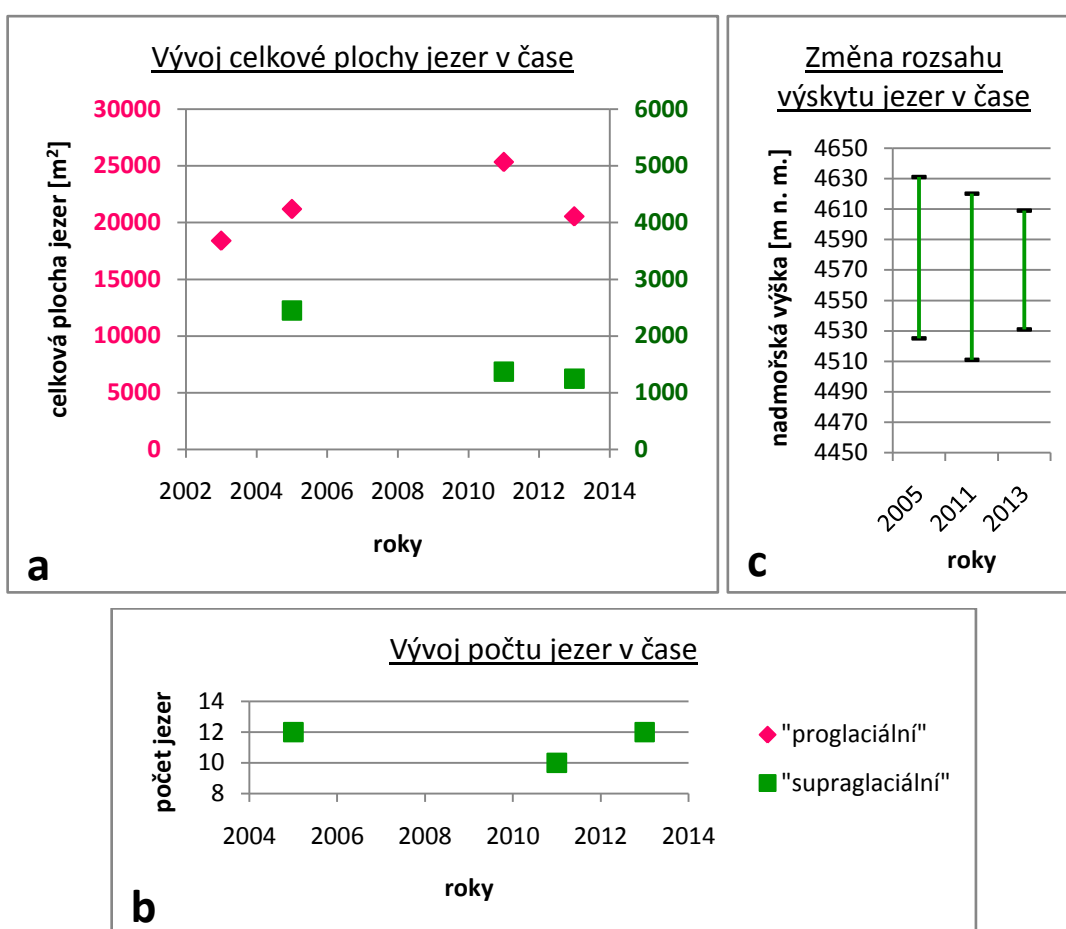 Vývoj celkové plochy jezer v čase
celková plocha jezer [m²]
30000
25000
20000
15000
10000
5000
0
6000
5000
4000
3000
2000
1000
0
2002 2004 2006 2008 2010 2012 2014
roky
a
Změna rozsahu
výskytu jezer v čase
nadmořská výška [m n. m.]
4650
4630
4610
4590
4570
4550
4530
4510
4490
4470
4450
2005 2011 2013
roky
c
Vývoj počtu jezer v čase
počet jezer
14
12
10
8
2004 2006 2008 2010 2012 2014
roky
"proglaciální"
"supraglaciální"
b